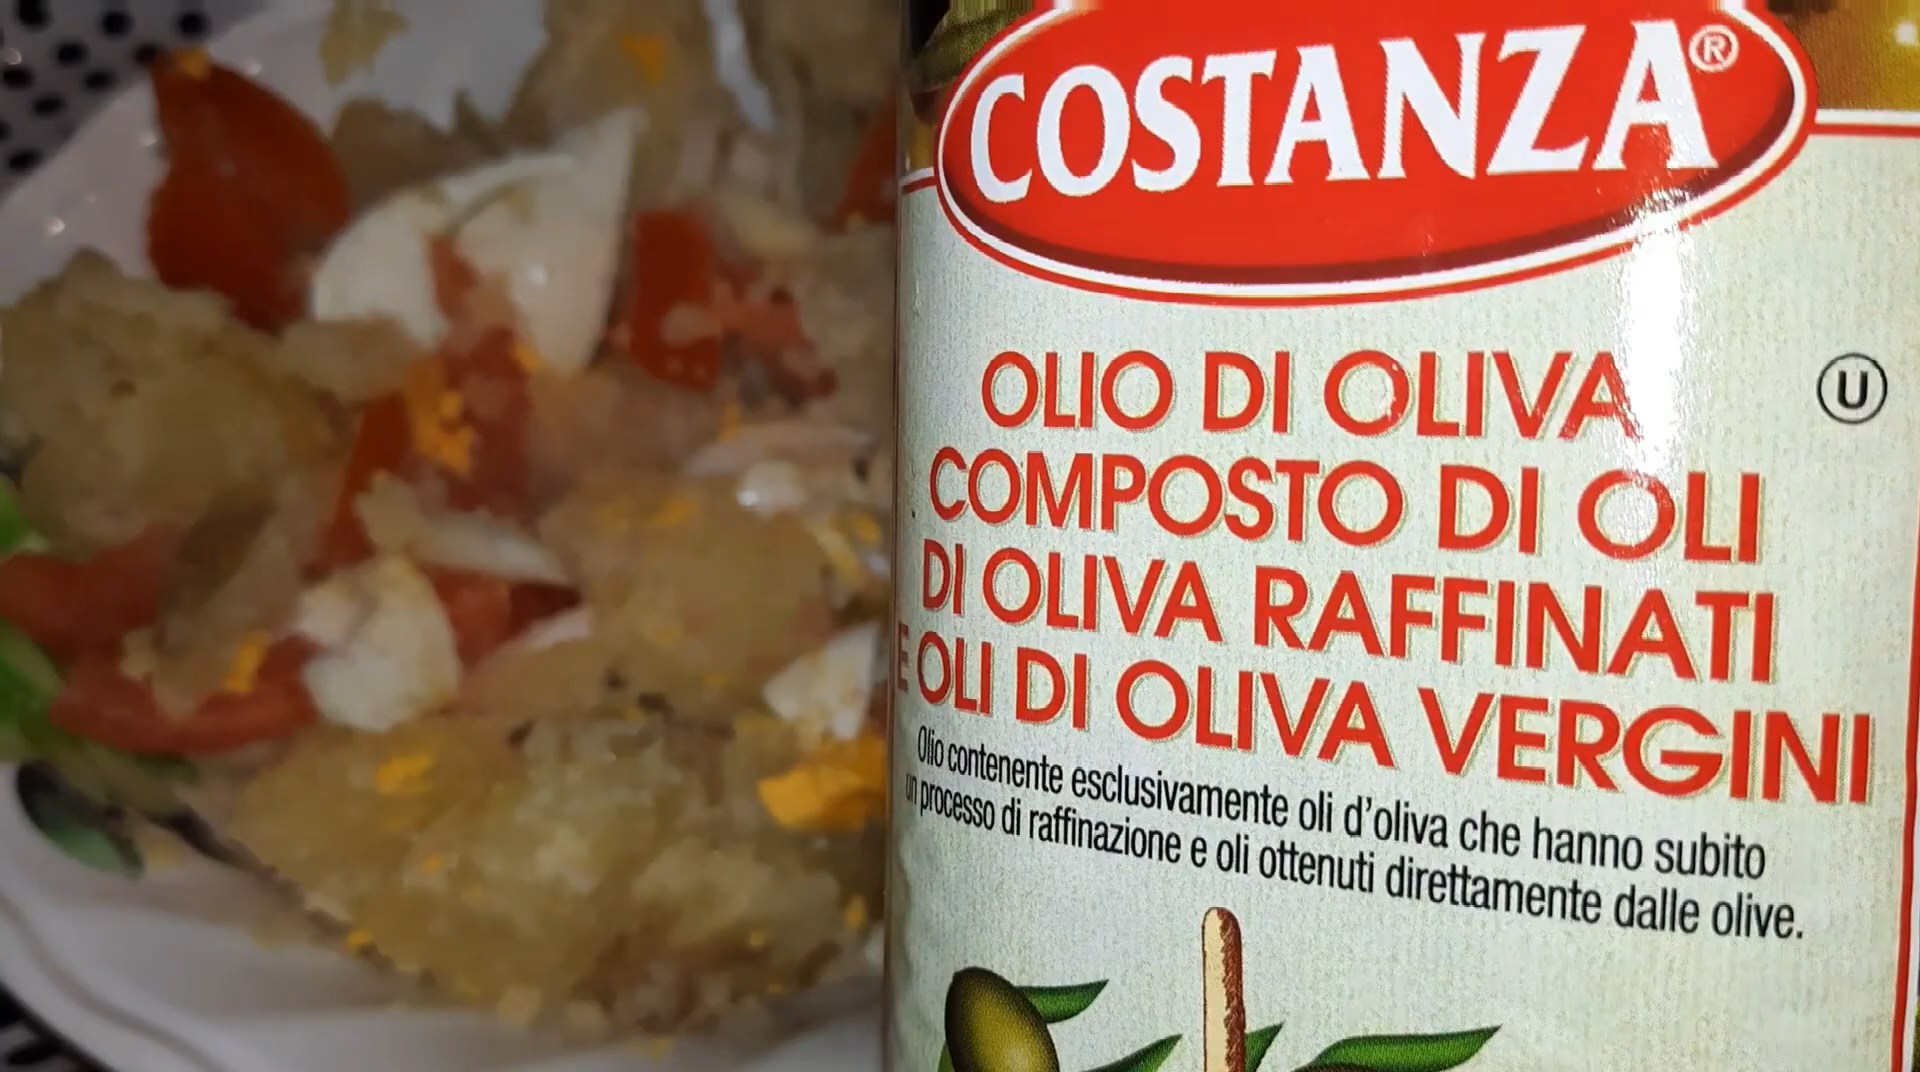 COSTANZA®
OLIO DI OLIVA
COMPOSTO DI OLI
DI OLIVA RAFFINATI
E OLI DI OLIVA VERGINI
Olio contenente esclusivamente oli d'oliva che hanno subito
un processo di raffinazione e oli ottenuti direttamente dalle olive.
U